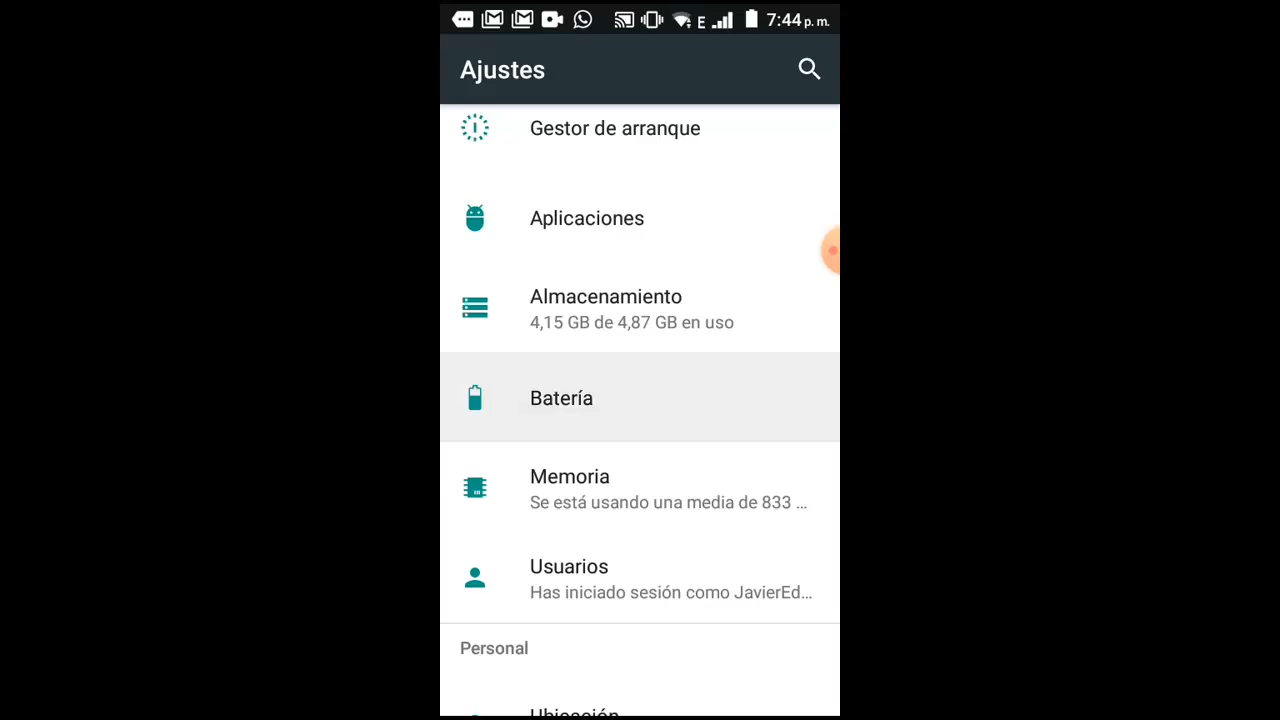 E 7:44 p. m.
Ajustes
Gestor de arranque
Aplicaciones
Almacenamiento
4,15 GB de 4,87 GB en uso
Batería
Memoria
Se está usando una media de 833 ...
Usuarios
Has iniciado sesión como JavierEd...
Personal
Ubicación